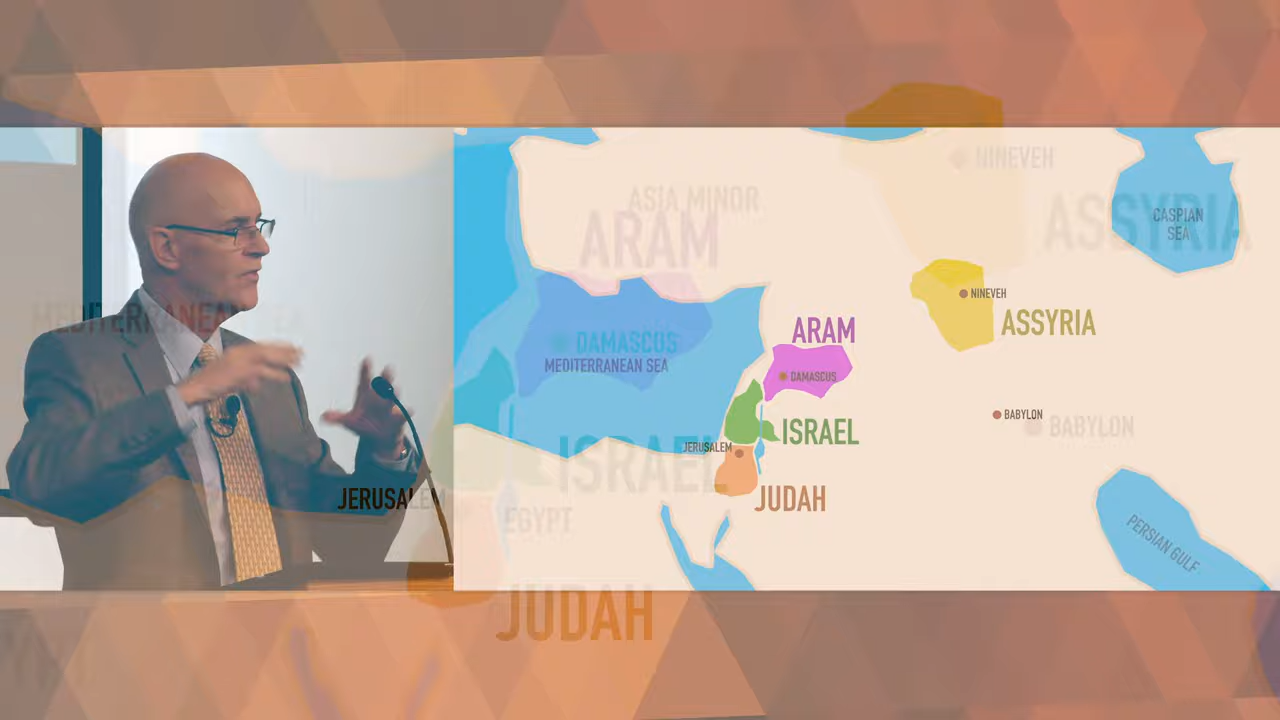 NINEVEH
ASIA MINOR
ARAM
ASSYRIA
CASPIAN
SEA
NINEVEH
MEDITERRANEAN SEA
ARAM
ASSYRIA
DAMASCUS
MEDITERRANEAN SEA
DAMASCUS
BABYLON
BABYLON
ISRAEL
JERUSALEM
ISRAEL
JERUSALEM
JUDAH
EGYPT
PERSIAN GULF
JUDAH